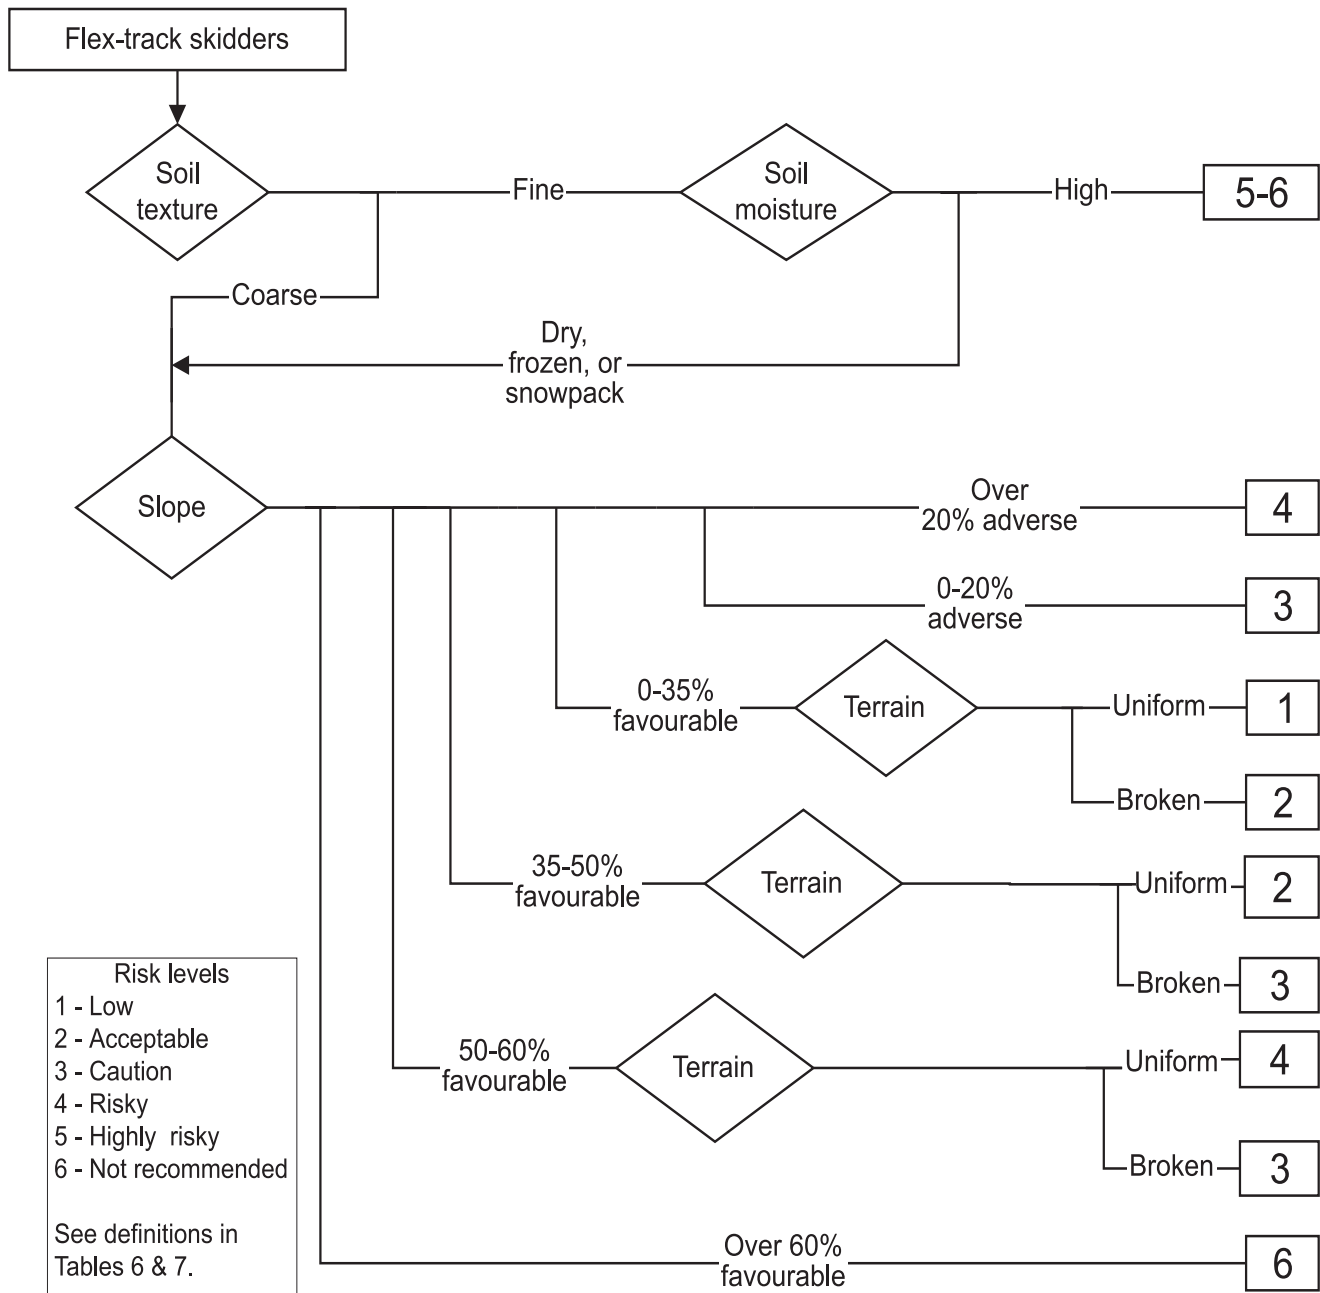 Flex-track skidders
Soil
texture
Fine
Soil
moisture
High
5-6
Coarse
Dry,
frozen, or
snowpack
Slope
Over
20% adverse
4
0-20%
adverse
3
0-35%
favourable
Terrain
Uniform
1
Broken
2
35-50%
favourable
Terrain
Uniform
2
Broken
3
50-60%
favourable
Terrain
Uniform
4
Broken
3
Over 60%
favourable
6
Risk levels
1 - Low
2 - Acceptable
3 - Caution
4 - Risky
5 - Highly risky
6 - Not recommended
See definitions in
Tables 6 & 7.